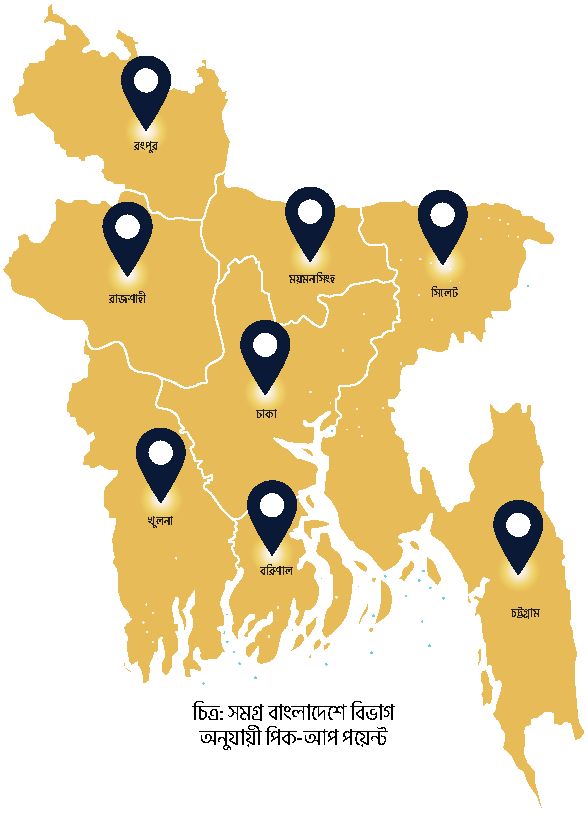 রংপুর
ময়মনসিংহ
সিলেট
রাজশাহী
ঢাকা
খুলনা
বরিশাল
চট্টগ্রাম
চিত্র: সমগ্র বাংলাদেশে বিভাগ
অনুযায়ী পিক-আপ পয়েন্ট